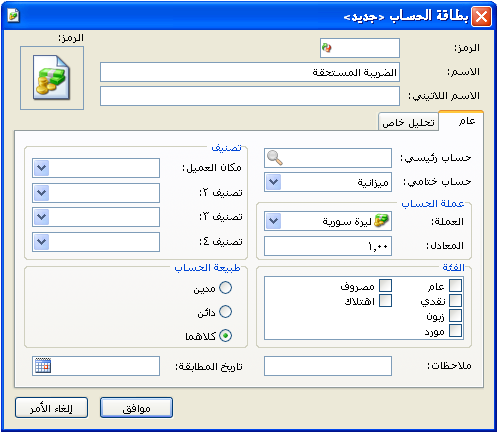 بطاقة الحساب <جديد>
الرمز:
الرمز:
الاسم:
الضريبة المستحقة
الاسم اللاتيني:
عام
تحليل خاص
حساب رئيسي:
حساب ختامي:
ميزانية
عملة الحساب
العملة:
ليرة سورية
المعادل:
١,٠٠
الفئة
عام
مصروف
نقدي
اهتلاك
زبون
مورد
ملاحظات:
تصنيف
مكان العميل:
تصنيف ٢:
تصنيف ٣:
تصنيف ٤:
طبيعة الحساب
مدين
دائن
كلاهما
تاريخ المطابقة:
موافق
إلغاء الأمر